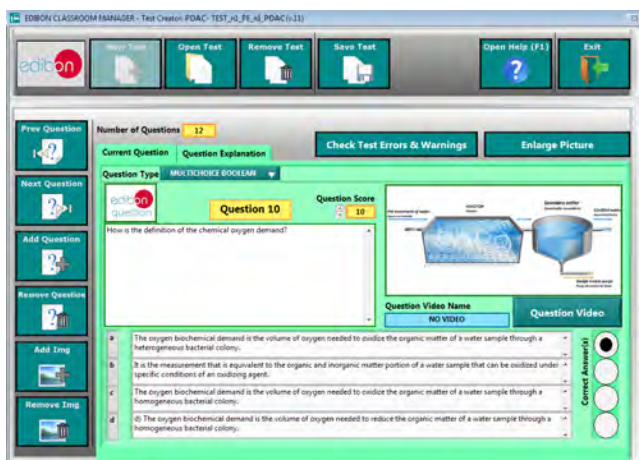 EDIBON CLASSROOM MANAGER - Test Creator: PDAC- TEST_n1_PE_n1_PDAC (v.11)
edibon
New Test
Open Test
Remove Test
Save Test
Open Help (F1)
Exit
Prev Question
Next Question
Add Question
Remove Question
Add Img
Remove Img
Number of Questions 12
Check Test Errors & Warnings
Enlarge Picture
Current Question
Question Explanation
Question Type MULTICHOICE BOOLEAN
edibon
question
Question 10
Question Score
10
How is the definition of the chemical oxygen demand?
Question Video Name
NO VIDEO
Question Video
a The oxygen biochemical demand is the volume of oxygen needed to oxidize the organic matter of a water sample through a
heterogeneous bacterial colony.
b It is the measurement that is equivalent to the organic and inorganic matter portion of a water sample that can be oxidized under
specific conditions of an oxidizing agent.
c The oxygen biochemical demand is the volume of oxygen needed to oxidize the organic matter of a water sample through a
homogeneous bacterial colony.
d d) The oxygen biochemical demand is the volume of oxygen needed to reduce the organic matter of a water sample through a
homogeneous bacterial colony.
Correct Answer(s)